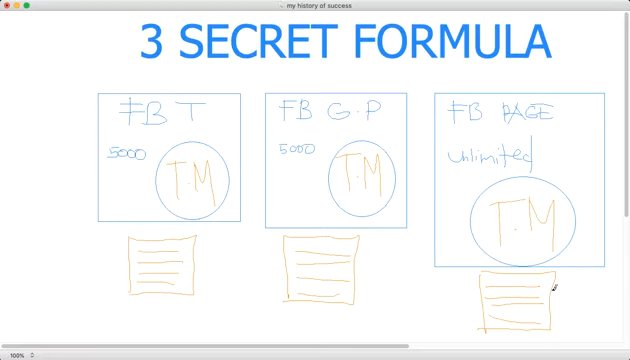 my history of success
3 SECRET FORMULA
FB T
5000
T.M
FB G.P
5000
T.M
FB PAGE
unlimited
T.M
100%